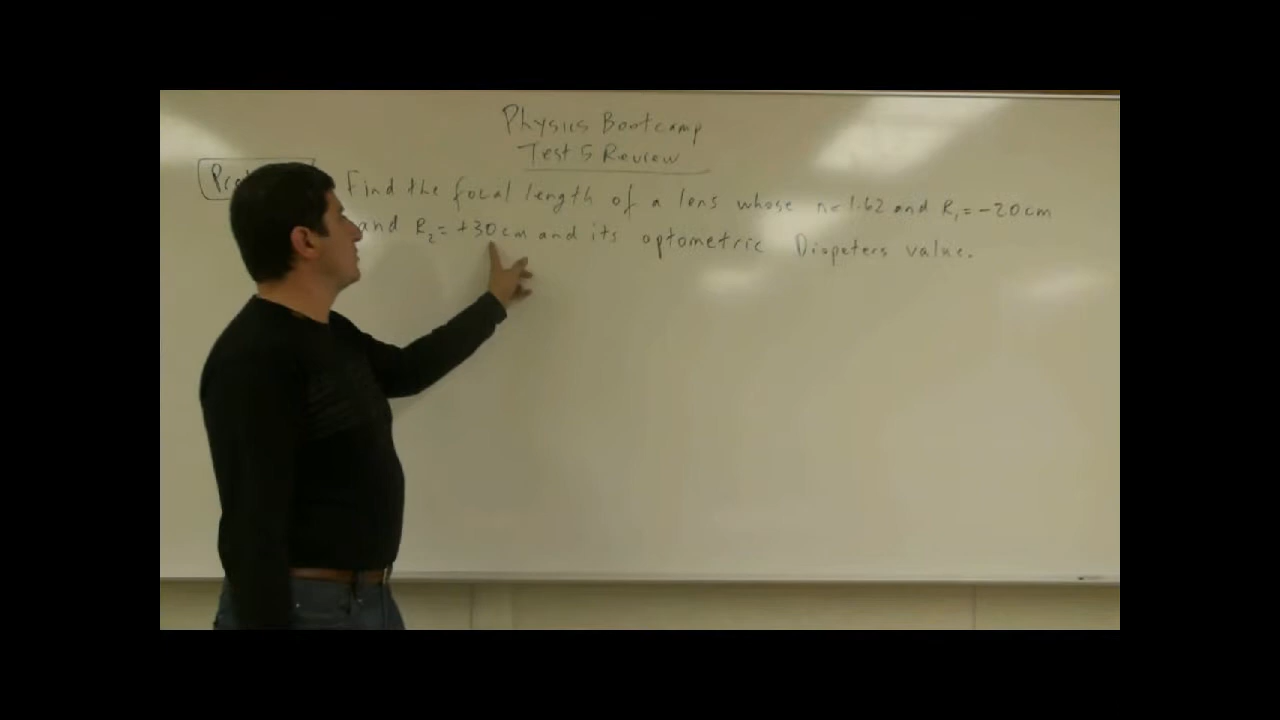 Physics Bootcamp
Test 5 Review
Find the focal length of a lens whose n=1.62 and R₁=-20cm
and R₂=+30cm and its optometric Diopeters value.